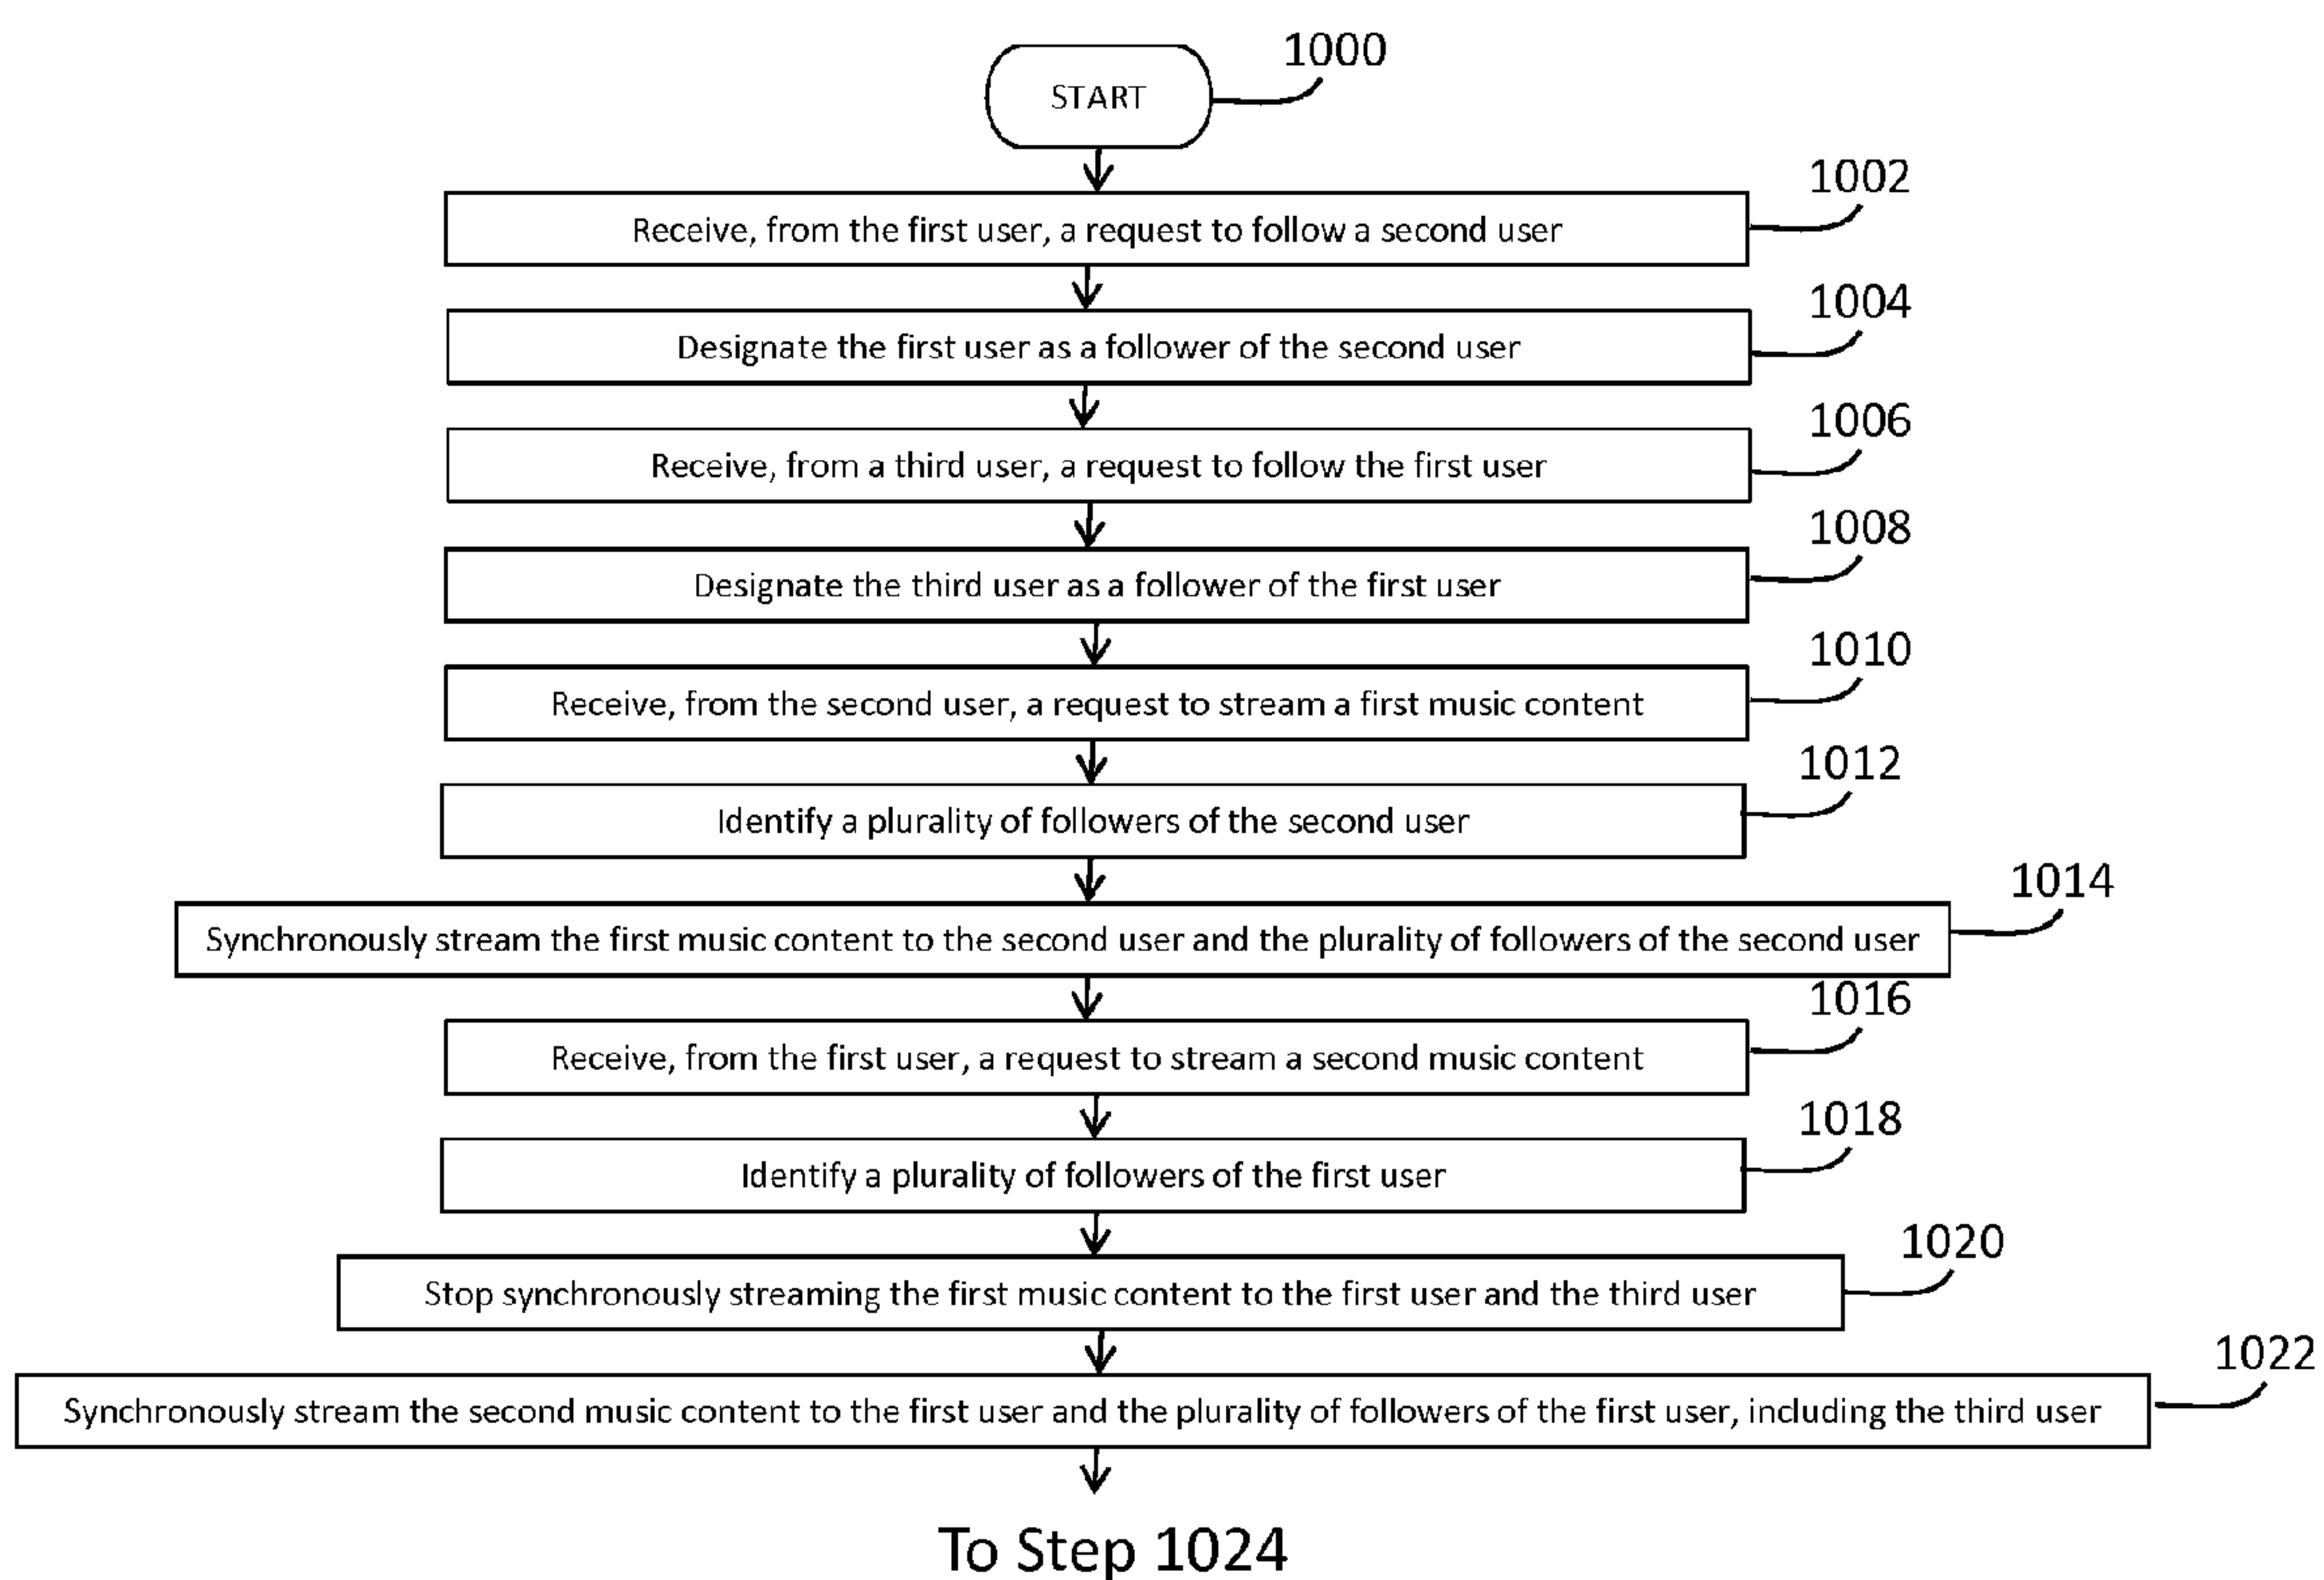 1000
START
1002
Receive, from the first user, a request to follow a second user
1004
Designate the first user as a follower of the second user
1006
Receive, from a third user, a request to follow the first user
1008
Designate the third user as a follower of the first user
1010
Receive, from the second user, a request to stream a first music content
1012
Identify a plurality of followers of the second user
1014
Synchronously stream the first music content to the second user and the plurality of followers of the second user
1016
Receive, from the first user, a request to stream a second music content
1018
Identify a plurality of followers of the first user
1020
Stop synchronously streaming the first music content to the first user and the third user
1022
Synchronously stream the second music content to the first user and the plurality of followers of the first user, including the third user
To Step 1024